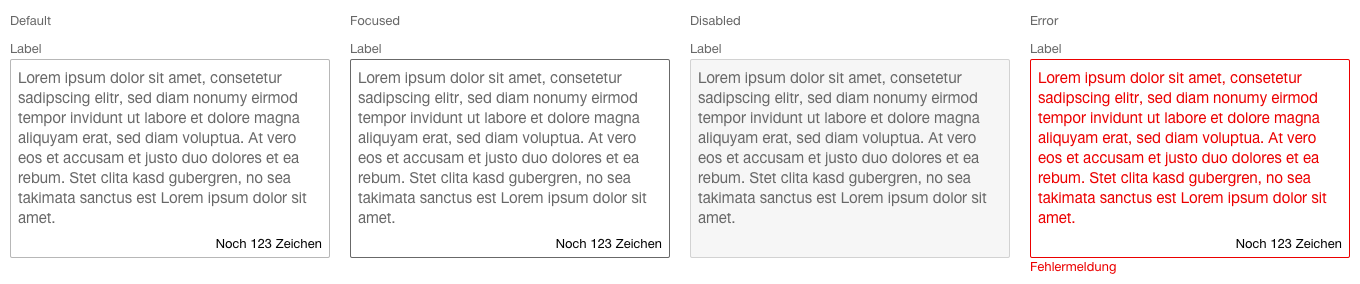 Default
Label
Lorem ipsum dolor sit amet, consetetur
sadipscing elitr, sed diam nonumy eirmod
tempor invidunt ut labore et dolore magna
aliquyam erat, sed diam voluptua. At vero
eos et accusam et justo duo dolores et ea
rebum. Stet clita kasd gubergren, no sea
takimata sanctus est Lorem ipsum dolor sit
amet.
Noch 123 Zeichen
Focused
Label
Lorem ipsum dolor sit amet, consetetur
sadipscing elitr, sed diam nonumy eirmod
tempor invidunt ut labore et dolore magna
aliquyam erat, sed diam voluptua. At vero
eos et accusam et justo duo dolores et ea
rebum. Stet clita kasd gubergren, no sea
takimata sanctus est Lorem ipsum dolor sit
amet.
Noch 123 Zeichen
Disabled
Label
Lorem ipsum dolor sit amet, consetetur
sadipscing elitr, sed diam nonumy eirmod
tempor invidunt ut labore et dolore magna
aliquyam erat, sed diam voluptua. At vero
eos et accusam et justo duo dolores et ea
rebum. Stet clita kasd gubergren, no sea
takimata sanctus est Lorem ipsum dolor sit
amet.
Error
Label
Lorem ipsum dolor sit amet, consetetur
sadipscing elitr, sed diam nonumy eirmod
tempor invidunt ut labore et dolore magna
aliquyam erat, sed diam voluptua. At vero
eos et accusam et justo duo dolores et ea
rebum. Stet clita kasd gubergren, no sea
takimata sanctus est Lorem ipsum dolor sit
amet.
Noch 123 Zeichen
Fehlermeldung